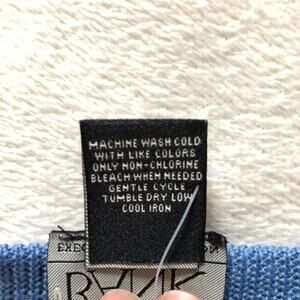 MACHINE WASH COLD
WITH LIKE COLORS
ONLY NON-CHLORINE
BLEACH WHEN NEEDED
GENTLE CYCLE
TUMBLE DRY LOW
COOL IRON